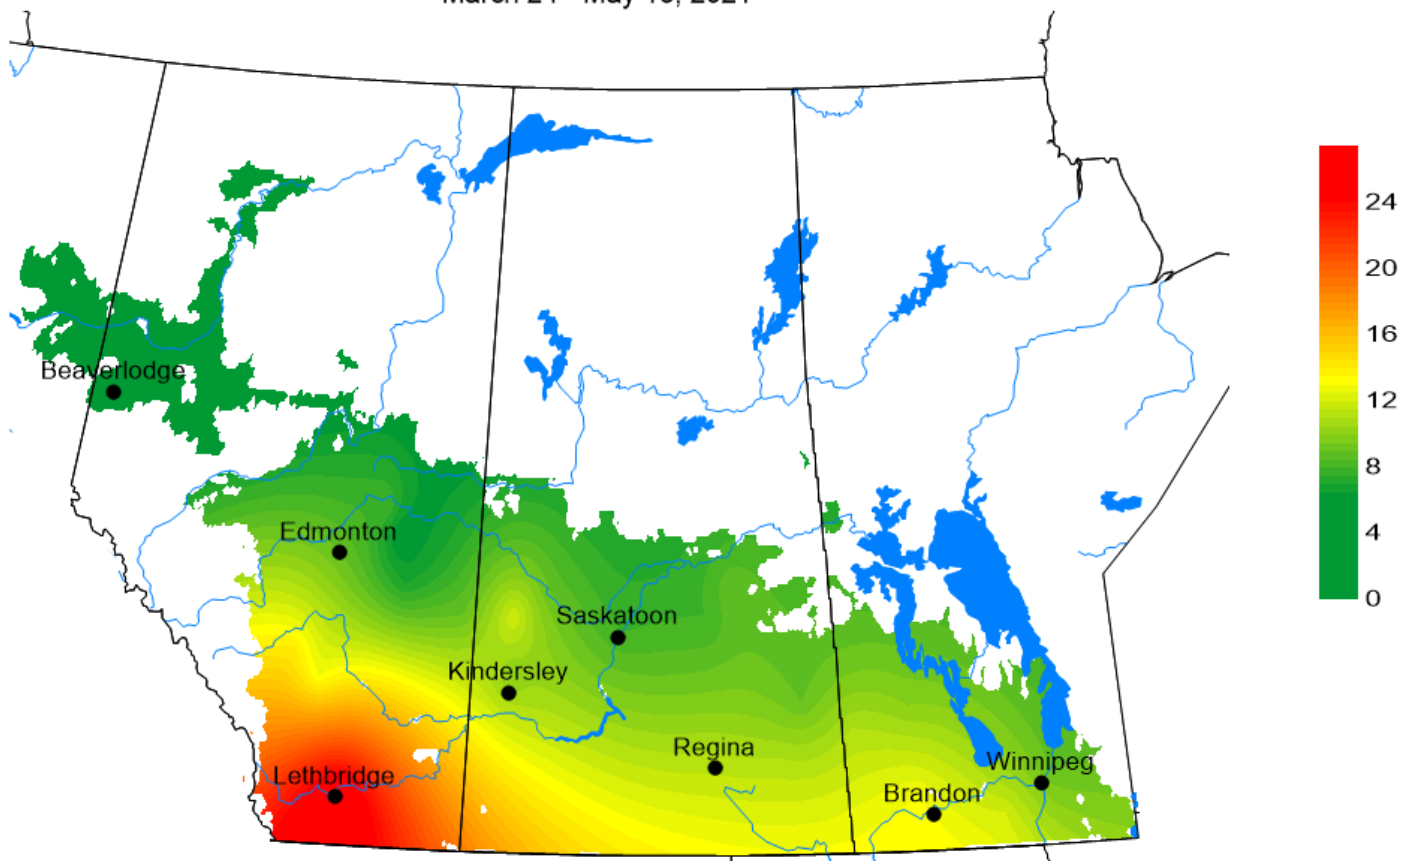 24
20
16
Beaverlodge
12
8
Edmonton
4
0
Saskatoon
Kindersley
Regina
Winnipeg
Lethbridge
Brandon